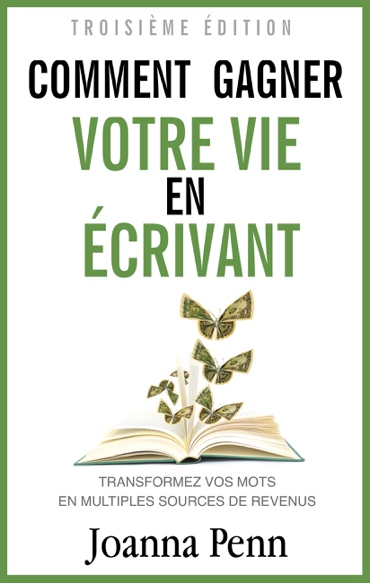 TROISIÈME ÉDITION
COMMENT GAGNER
VOTRE VIE
EN
ÉCRIVANT
TRANSFORMEZ VOS MOTS
EN MULTIPLES SOURCES DE REVENUS
Joanna Penn